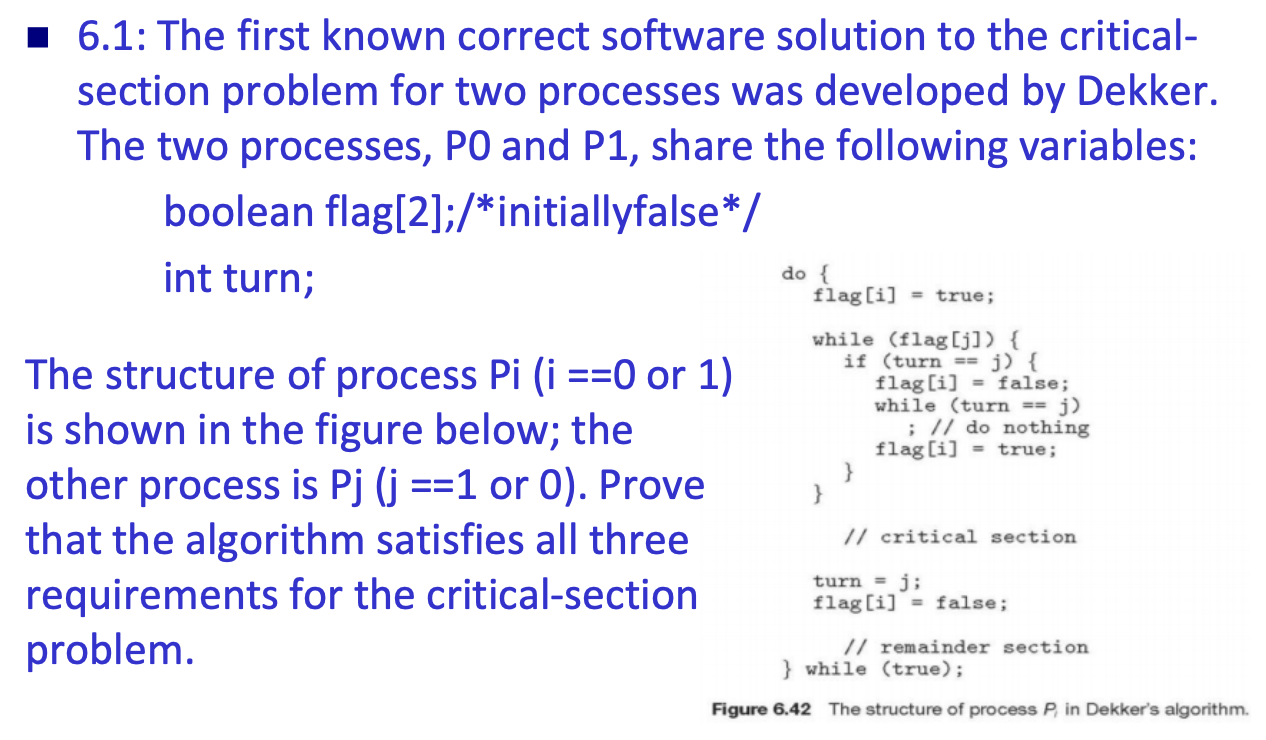 6.1: The first known correct software solution to the critical-
section problem for two processes was developed by Dekker.
The two processes, P0 and P1, share the following variables:
boolean flag[2];/*initiallyfalse*/
int turn;
The structure of process Pi (i ==0 or 1)
is shown in the figure below; the
other process is Pj (j ==1 or 0). Prove
that the algorithm satisfies all three
requirements for the critical-section
problem.
do {
flag[i] = true;
while (flag[j]) {
if (turn == j) {
flag[i] = false;
while (turn == j)
; // do nothing
flag[i] = true;
}
}
// critical section
turn = j;
flag[i] = false;
// remainder section
} while (true);
Figure 6.42 The structure of process Pi in Dekker's algorithm.